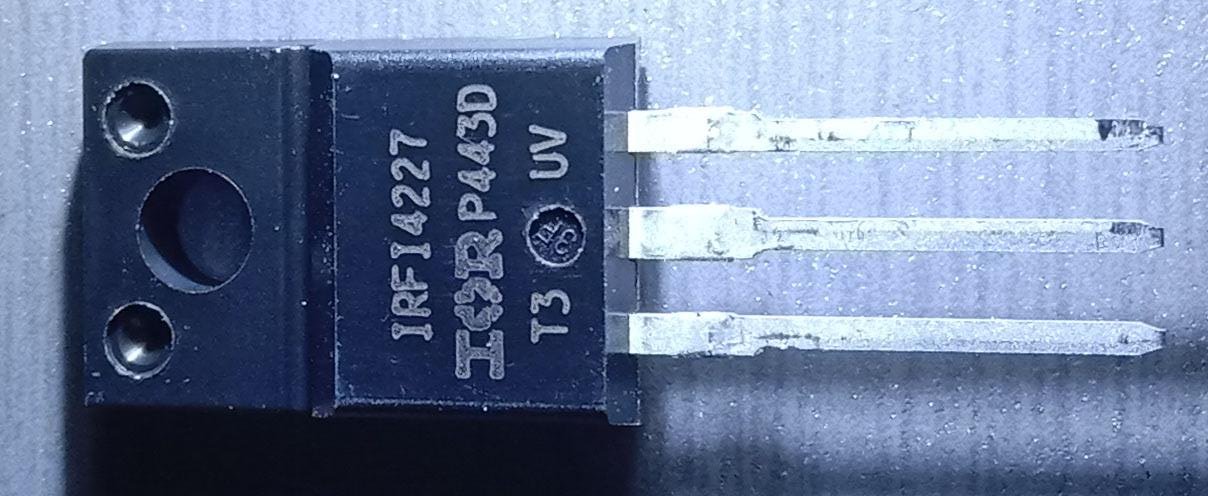 IRFI4227
IOR P443D
T3 UV